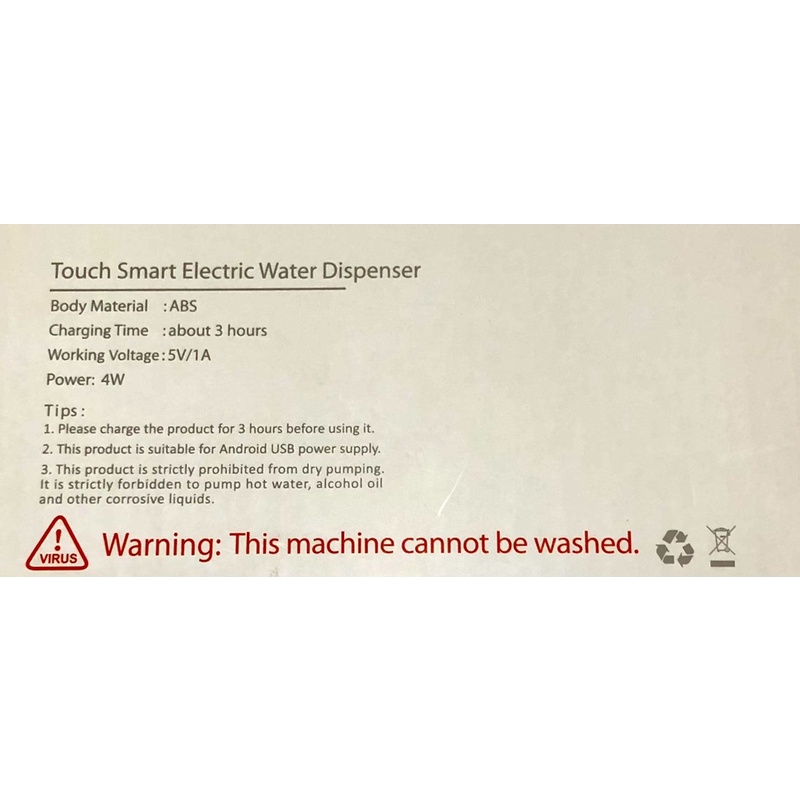 Touch Smart Electric Water Dispenser
Body Material : ABS
Charging Time : about 3 hours
Working Voltage : 5V/1A
Power: 4W
Tips :
1. Please charge the product for 3 hours before using it.
2. This product is suitable for Android USB power supply.
3. This product is strictly prohibited from dry pumping.
It is strictly forbidden to pump hot water, alcohol oil
and other corrosive liquids.
! VIRUS Warning: This machine cannot be washed.